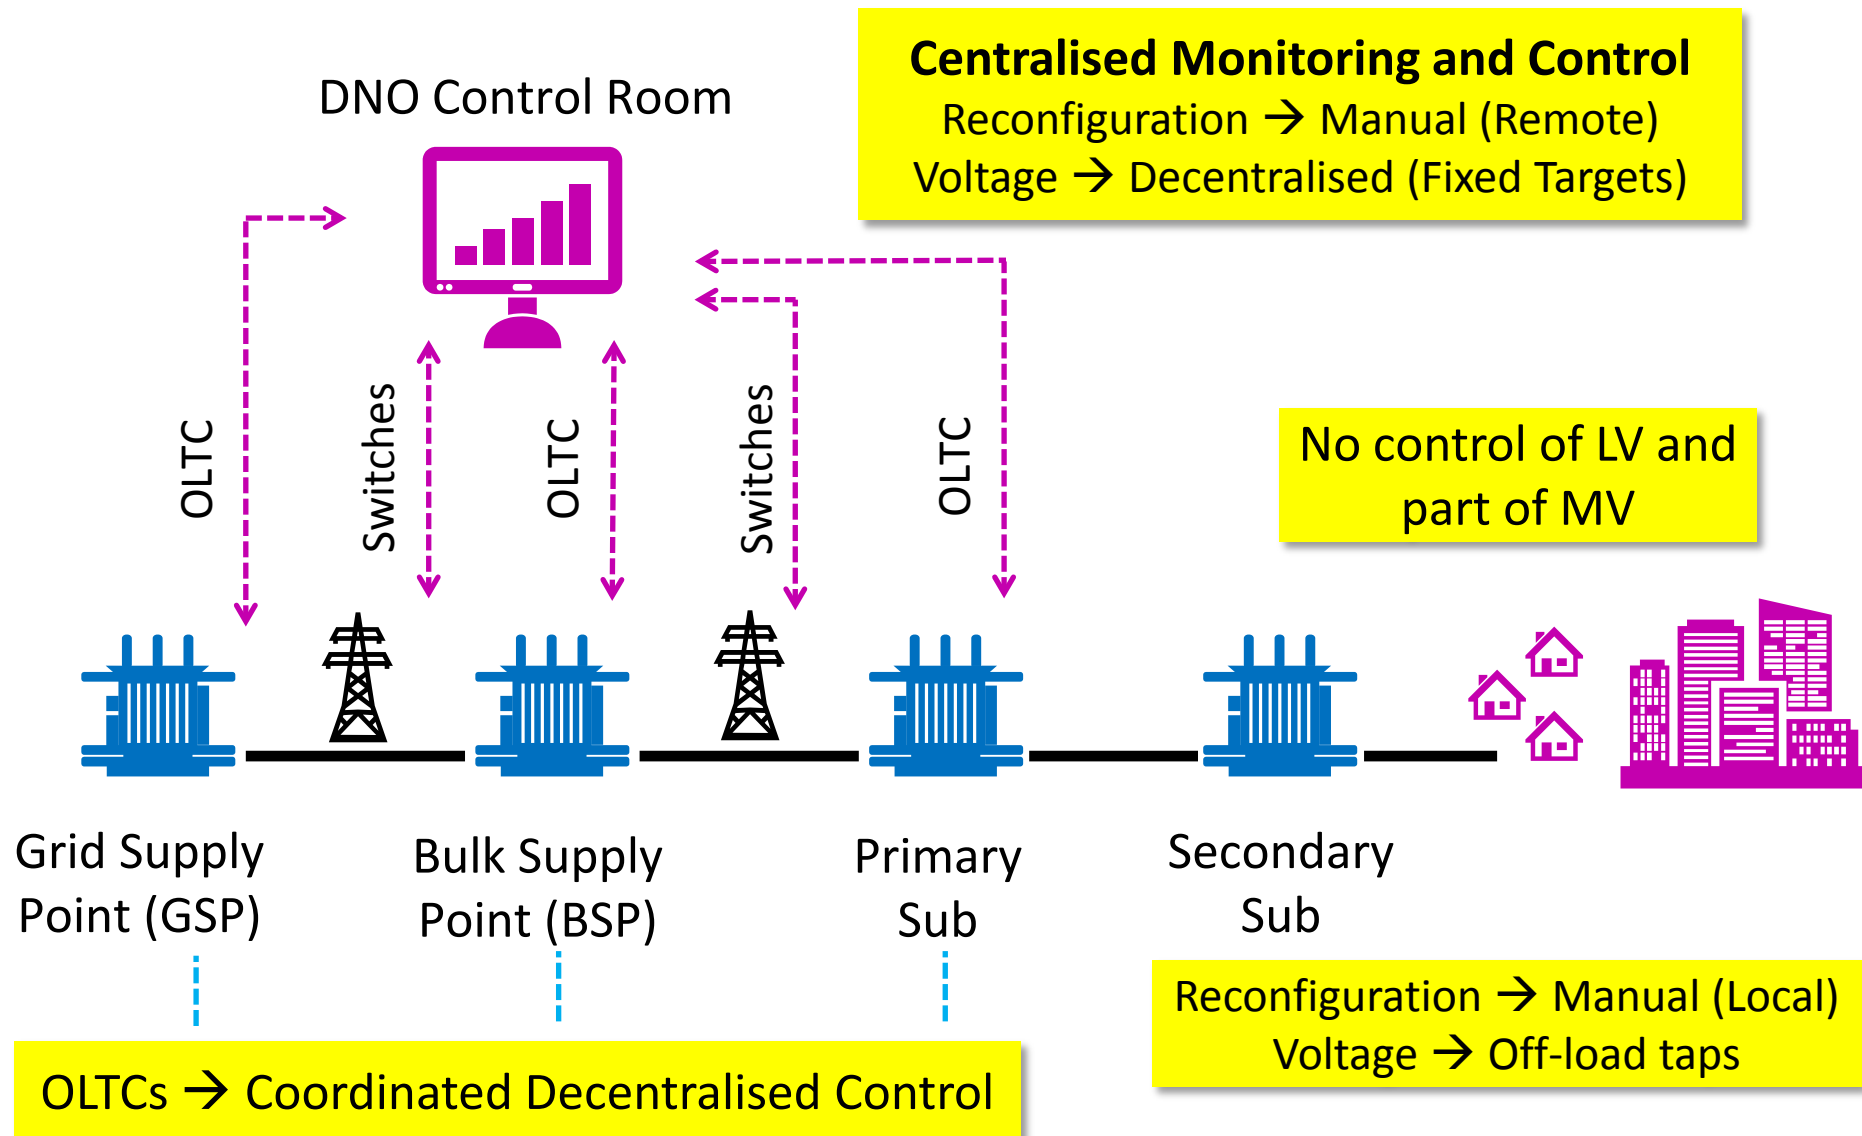 Centralised Monitoring and Control
Reconfiguration → Manual (Remote)
Voltage → Decentralised (Fixed Targets)
DNO Control Room
OLTC
Switches
OLTC
Switches
OLTC
No control of LV and
part of MV
Grid Supply
Point (GSP)
Bulk Supply
Point (BSP)
Primary
Sub
Secondary
Sub
Reconfiguration → Manual (Local)
Voltage → Off-load taps
OLTCs → Coordinated Decentralised Control